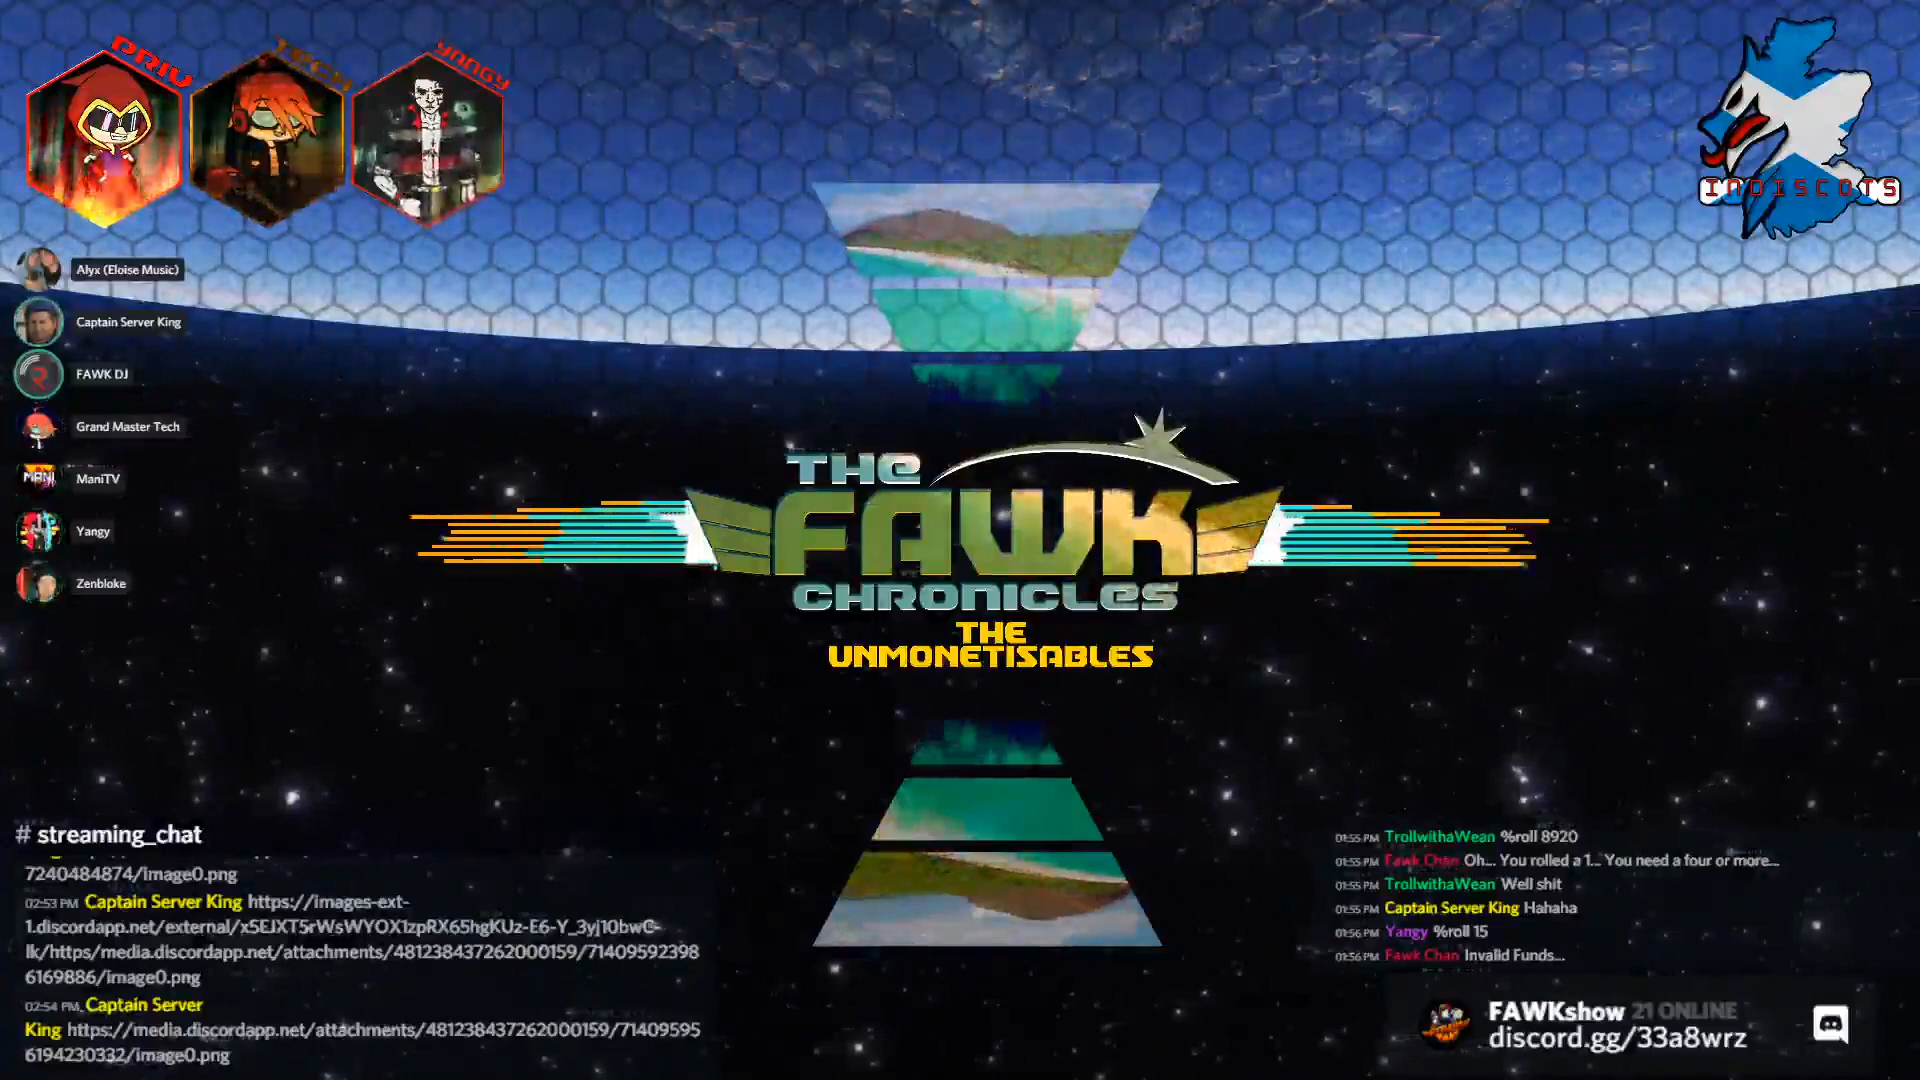 DRIV
TECH
YANGY
INDISCOTS
Alyx (Eloise Music)
Captain Server King
FAWK DJ
Grand Master Tech
MANI
ManiTV
Yangy
Zenbloke
THE
FAWK
CHRONICLES
THE
UNMONETISABLES
# streaming_chat
7240484874/image0.png
02:53 PM Captain Server King https://images-ext-
1.discordapp.net/external/x5EJXT5rWsWYOX1zpRX65hgKUz-E6-Y_3yj10bwC-
lk/https/media.discordapp.net/attachments/481238437262000159/71409592398
6169886/image0.png
02:54 PM Captain Server
King https://media.discordapp.net/attachments/481238437262000159/71409595
6194230332/image0.png
01:55 PM TrollwithaWean %roll 8920
01:55 PM Fawk Chan Oh... You rolled a 1... You need a four or more...
01:55 PM TrollwithaWean Well shit
01:55 PM Captain Server King Hahaha
01:56 PM Yangy %roll 15
01:56 PM Fawk Chan Invalid Funds...
FAWKshow 21 ONLINE
discord.gg/33a8wrz